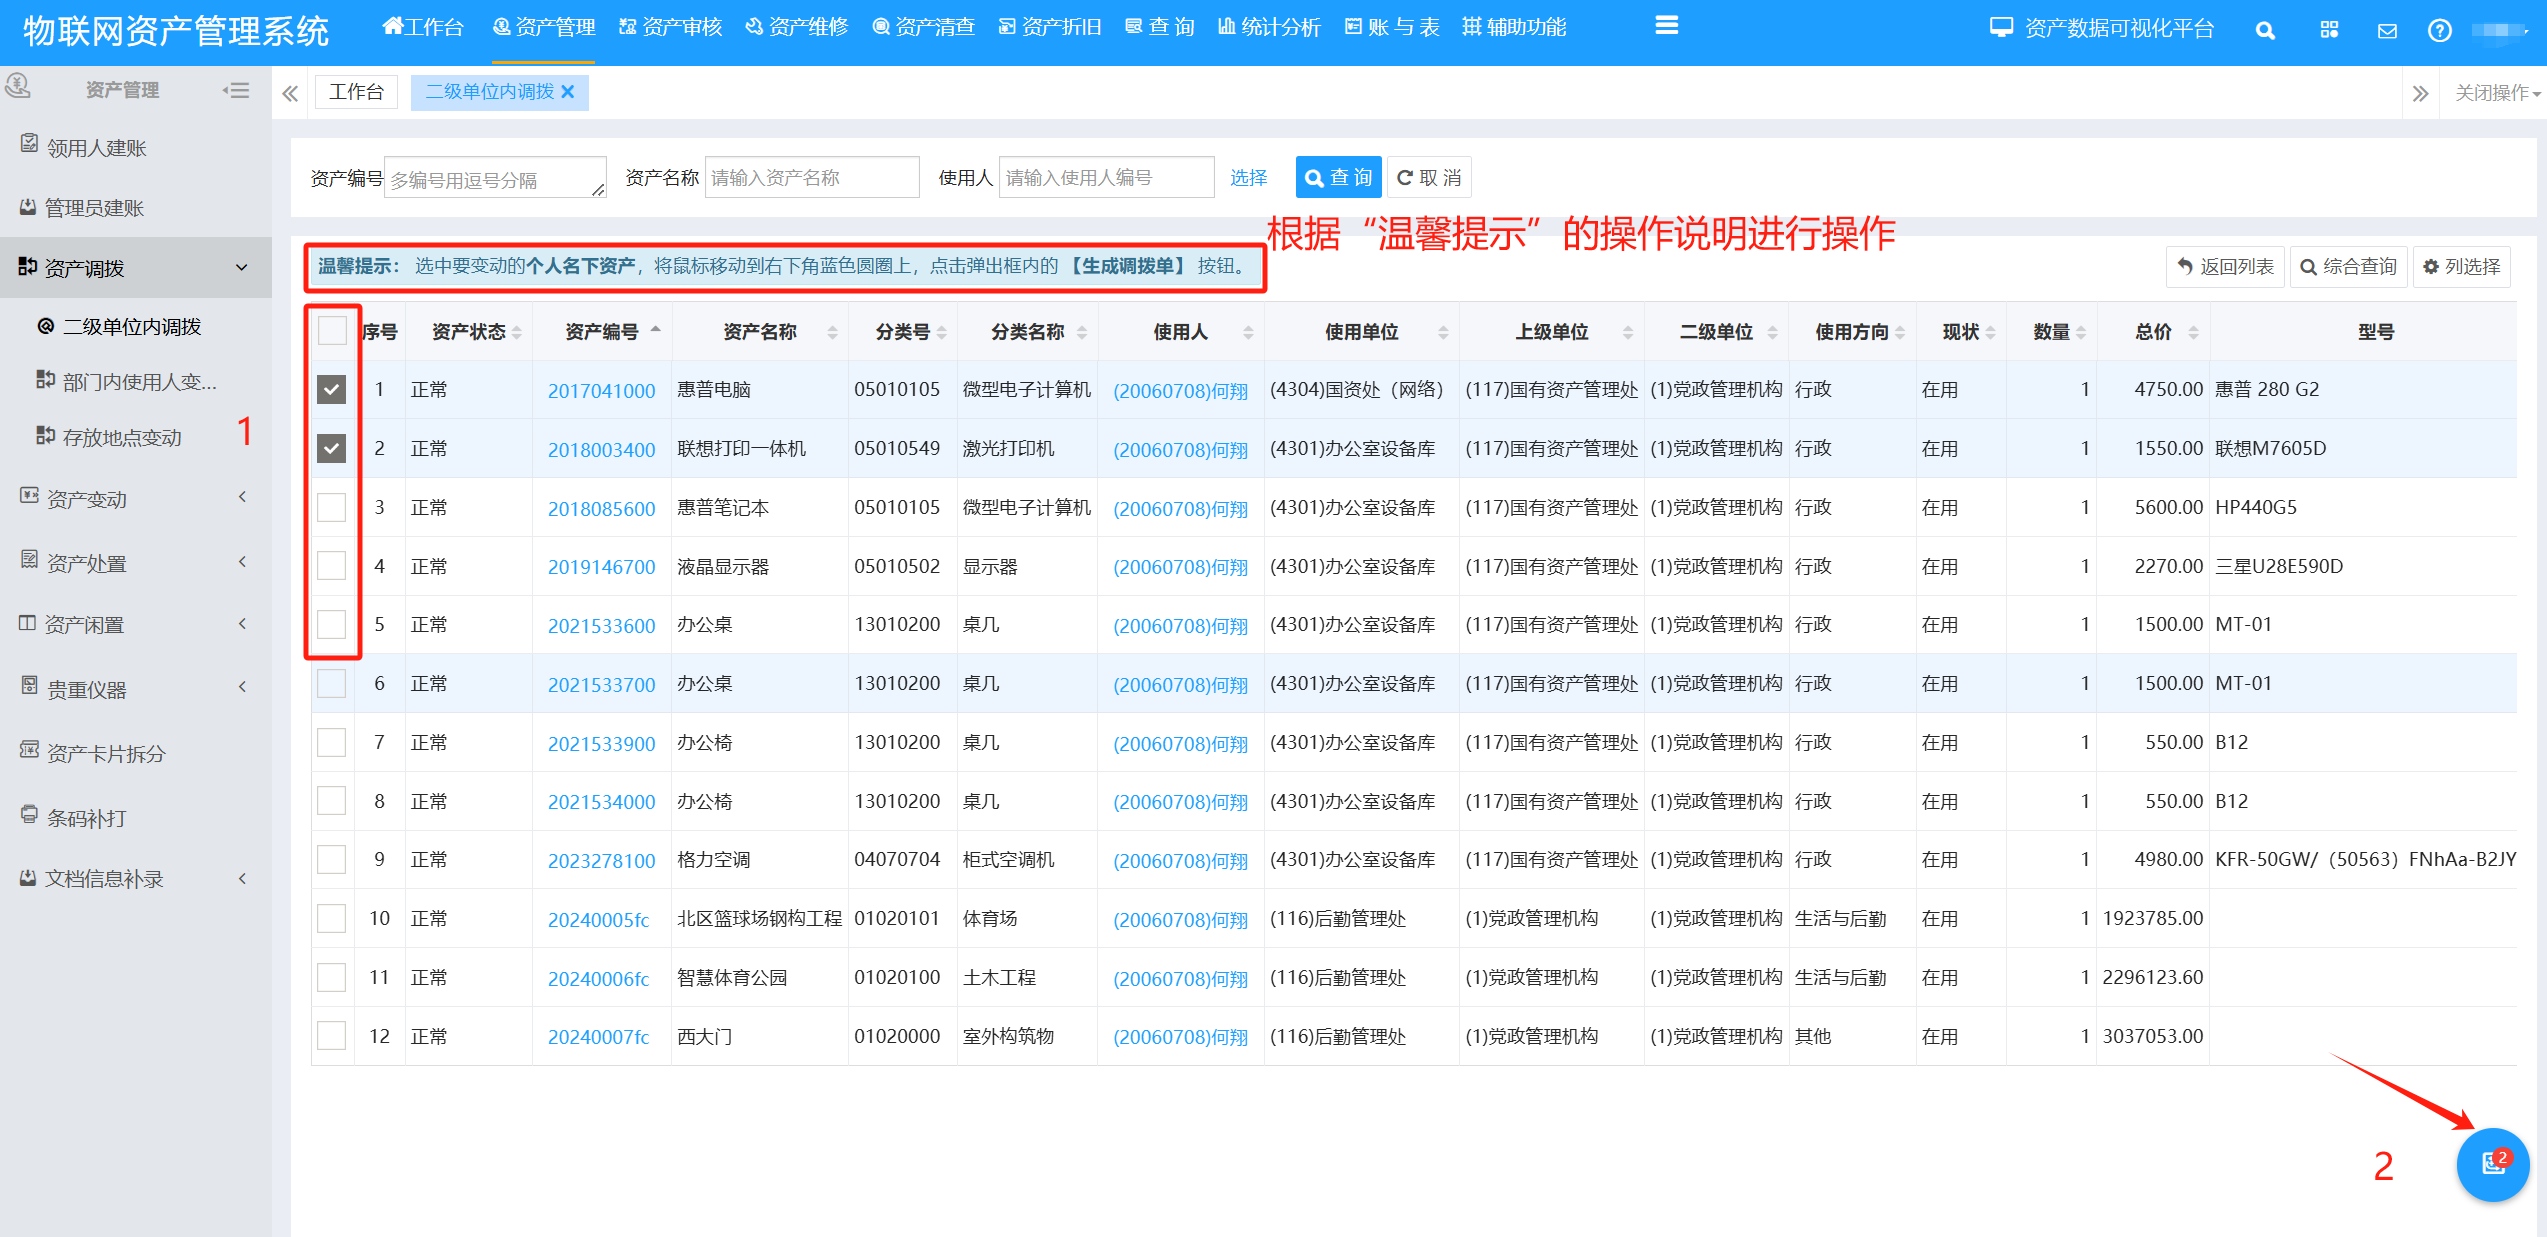 物联网资产管理系统 工作台 资产管理 资产审核 资产维修 资产清查 资产折旧 查 询 统计分析 账 与 表 辅助功能 资产数据可视化平台
资产管理 工作台 二级单位内调拨 关闭操作
领用人建账
管理员建账
资产调拨
二级单位内调拨
部门内使用人变...
存放地点变动
1
资产变动
资产处置
资产闲置
贵重仪器
资产卡片拆分
条码补打
文档信息补录
资产编号 多编号用逗号分隔 资产名称 请输入资产名称 使用人 请输入使用人编号 选择 查 询 取 消
根据“温馨提示”的操作说明进行操作
温馨提示： 选中要变动的个人名下资产，将鼠标移动到右下角蓝色圆圈上，点击弹出框内的 【生成调拨单】 按钮。 返回列表 综合查询 列选择
序号 资产状态 资产编号 资产名称 分类号 分类名称 使用人 使用单位 上级单位 二级单位 使用方向 现状 数量 总价 型号
1 正常 2017041000 惠普电脑 05010105 微型电子计算机 (20060708)何翔 (4304)国资处（网络） (117)国有资产管理处 (1)党政管理机构 行政 在用 1 4750.00 惠普 280 G2
2 正常 2018003400 联想打印一体机 05010549 激光打印机 (20060708)何翔 (4301)办公室设备库 (117)国有资产管理处 (1)党政管理机构 行政 在用 1 1550.00 联想M7605D
3 正常 2018085600 惠普笔记本 05010105 微型电子计算机 (20060708)何翔 (4301)办公室设备库 (117)国有资产管理处 (1)党政管理机构 行政 在用 1 5600.00 HP440G5
4 正常 2019146700 液晶显示器 05010502 显示器 (20060708)何翔 (4301)办公室设备库 (117)国有资产管理处 (1)党政管理机构 行政 在用 1 2270.00 三星U28E590D
5 正常 2021533600 办公桌 13010200 桌几 (20060708)何翔 (4301)办公室设备库 (117)国有资产管理处 (1)党政管理机构 行政 在用 1 1500.00 MT-01
6 正常 2021533700 办公桌 13010200 桌几 (20060708)何翔 (4301)办公室设备库 (117)国有资产管理处 (1)党政管理机构 行政 在用 1 1500.00 MT-01
7 正常 2021533900 办公椅 13010200 桌几 (20060708)何翔 (4301)办公室设备库 (117)国有资产管理处 (1)党政管理机构 行政 在用 1 550.00 B12
8 正常 2021534000 办公椅 13010200 桌几 (20060708)何翔 (4301)办公室设备库 (117)国有资产管理处 (1)党政管理机构 行政 在用 1 550.00 B12
9 正常 2023278100 格力空调 04070704 柜式空调机 (20060708)何翔 (4301)办公室设备库 (117)国有资产管理处 (1)党政管理机构 行政 在用 1 4980.00 KFR-50GW/（50563）FNhAa-B2JY
10 正常 20240005fc 北区篮球场钢构工程 01020101 体育场 (20060708)何翔 (116)后勤管理处 (1)党政管理机构 (1)党政管理机构 生活与后勤 在用 1 1923785.00
11 正常 20240006fc 智慧体育公园 01020100 土木工程 (20060708)何翔 (116)后勤管理处 (1)党政管理机构 (1)党政管理机构 生活与后勤 在用 1 2296123.60
12 正常 20240007fc 西大门 01020000 室外构筑物 (20060708)何翔 (116)后勤管理处 (1)党政管理机构 (1)党政管理机构 其他 在用 1 3037053.00
2
2